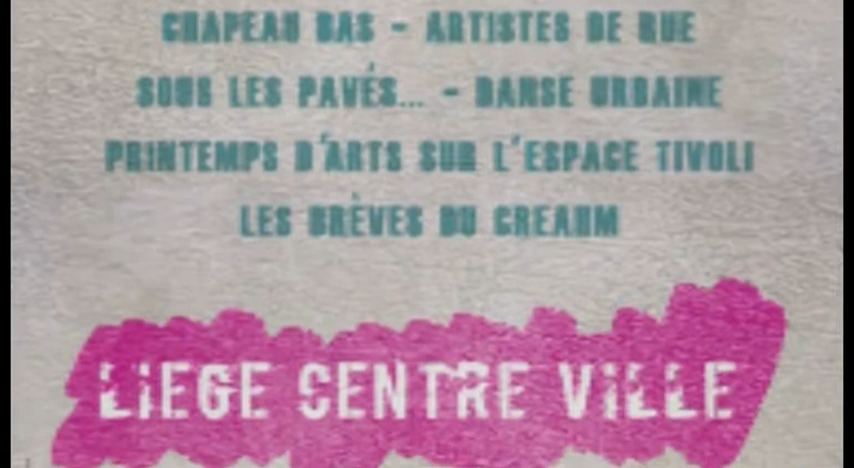 CHAPEAU BAS - ARTISTES DE RUE
SOUS LES PAVÉS... - DANSE URBAINE
PRINTEMPS D'ARTS SUR L'ESPACE TIVOLI
LES BRÈVES DU CREAHM
LIEGE CENTRE VILLE